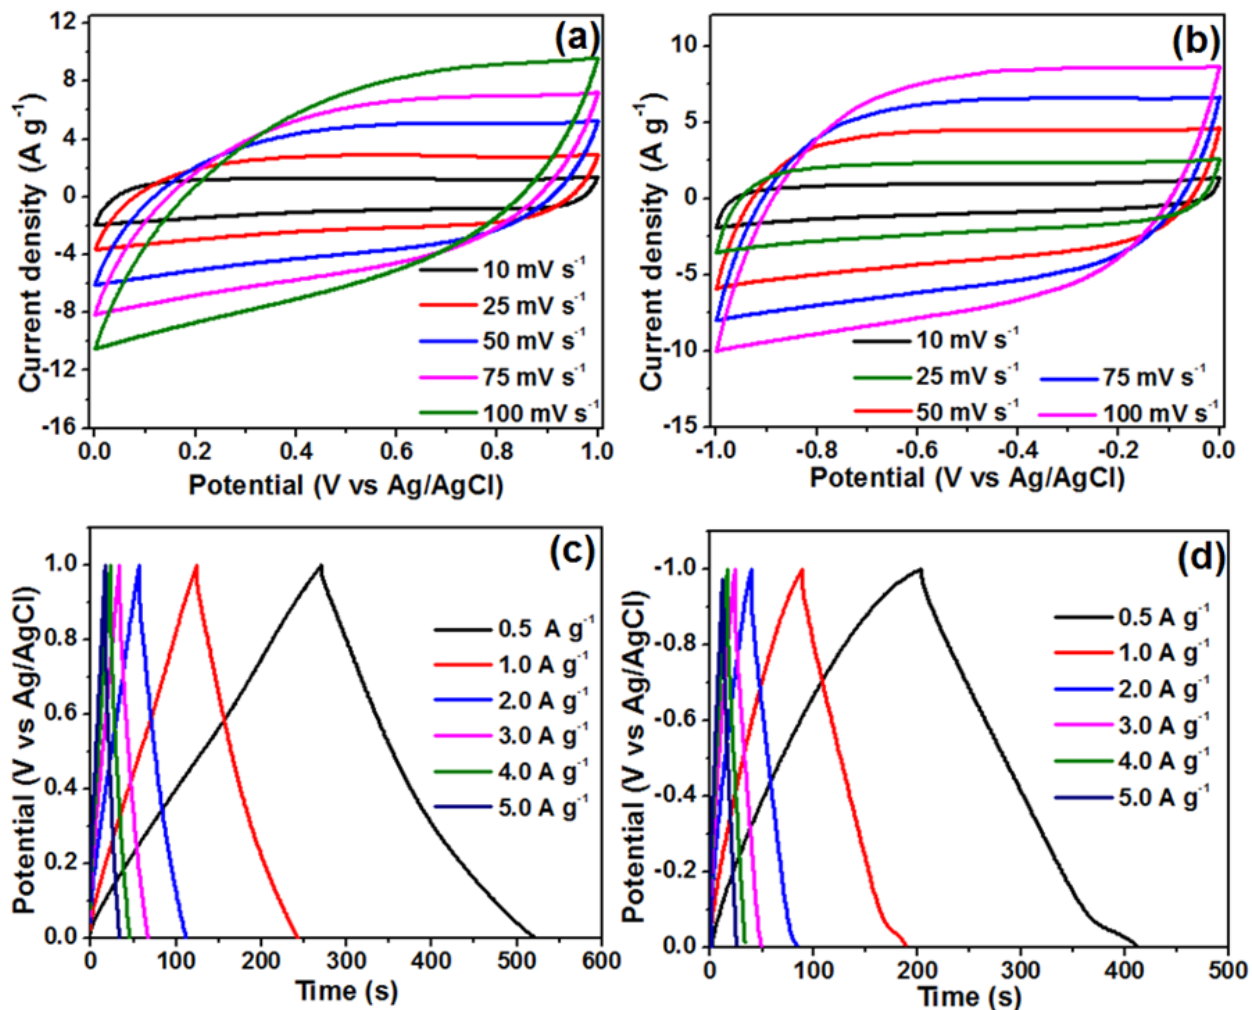 (a)
Current density (A g⁻¹)
12
8
4
0
-4
-8
-12
-16
10 mV s⁻¹
25 mV s⁻¹
50 mV s⁻¹
75 mV s⁻¹
100 mV s⁻¹
0.0 0.2 0.4 0.6 0.8 1.0
Potential (V vs Ag/AgCl)
(b)
Current density (A g⁻¹)
10
5
0
-5
-10
-15
10 mV s⁻¹
25 mV s⁻¹ 75 mV s⁻¹
50 mV s⁻¹ 100 mV s⁻¹
-1.0 -0.8 -0.6 -0.4 -0.2 0.0
Potential (V vs Ag/AgCl)
(c)
Potential (V vs Ag/AgCl)
1.0
0.8
0.6
0.4
0.2
0.0
0.5 A g⁻¹
1.0 A g⁻¹
2.0 A g⁻¹
3.0 A g⁻¹
4.0 A g⁻¹
5.0 A g⁻¹
0 100 200 300 400 500 600
Time (s)
(d)
Potential (V vs Ag/AgCl)
-1.0
-0.8
-0.6
-0.4
-0.2
0.0
0.5 A g⁻¹
1.0 A g⁻¹
2.0 A g⁻¹
3.0 A g⁻¹
4.0 A g⁻¹
5.0 A g⁻¹
0 100 200 300 400 500
Time (s)